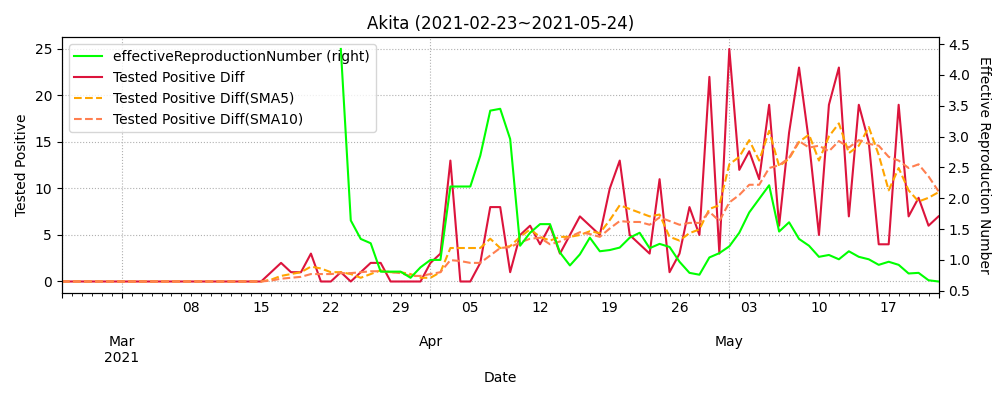 Akita (2021-02-23~2021-05-24)
effectiveReproductionNumber (right)
Tested Positive Diff
Tested Positive Diff(SMA5)
Tested Positive Diff(SMA10)
Tested Positive
25
20
15
10
5
0
4.5
4.0
3.5
3.0
2.5
2.0
1.5
1.0
0.5
Effective Reproduction Number
08 15 22 29 05 12 19 26 03 10 17
Mar Apr May
2021
Date